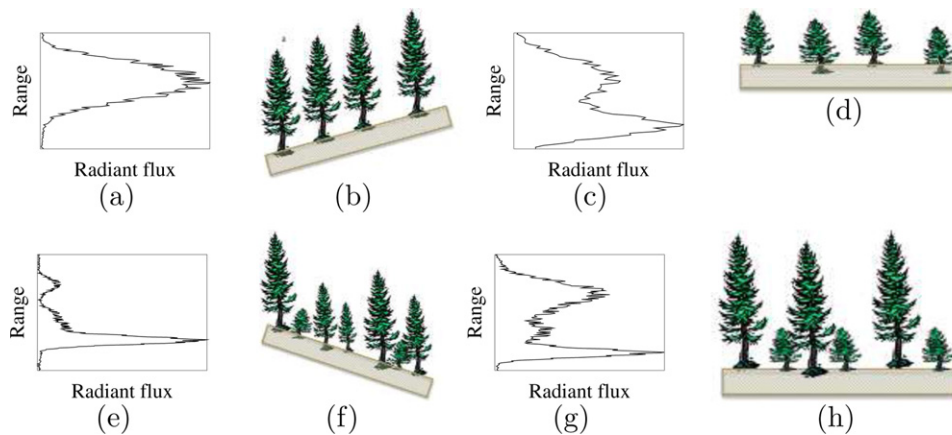 Range
Radiant flux
(a)
(b)
Range
Radiant flux
(c)
(d)
Range
Radiant flux
(e)
(f)
Range
Radiant flux
(g)
(h)